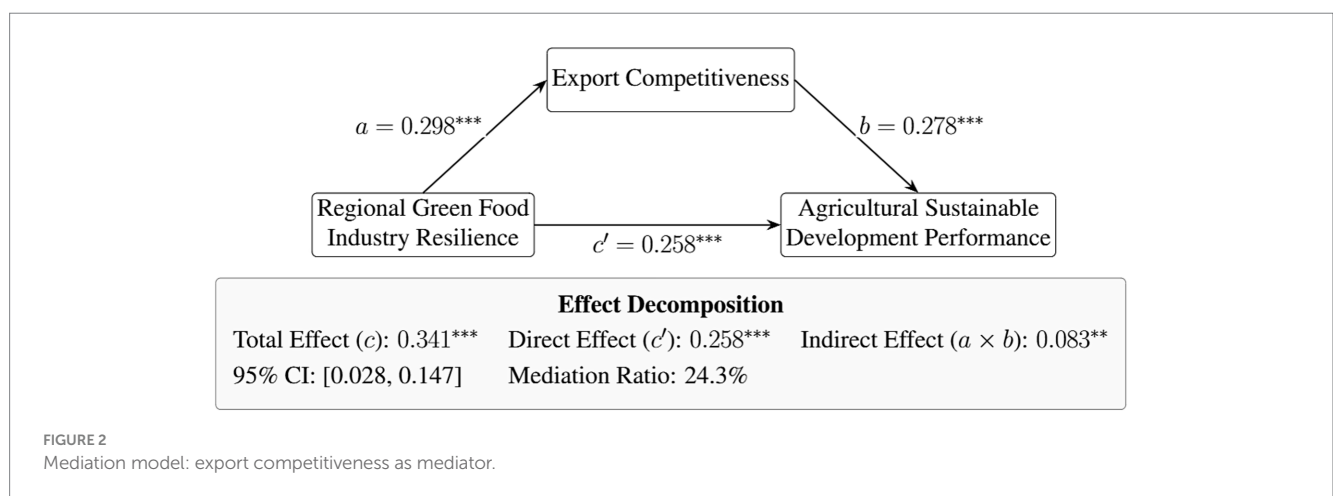 Export Competitiveness
a = 0.298***
b = 0.278***
Regional Green Food
Industry Resilience
Agricultural Sustainable
Development Performance
c′ = 0.258***
Effect Decomposition
Total Effect (c): 0.341*** Direct Effect (c′): 0.258*** Indirect Effect (a × b): 0.083**
95% CI: [0.028, 0.147] Mediation Ratio: 24.3%
FIGURE 2
Mediation model: export competitiveness as mediator.